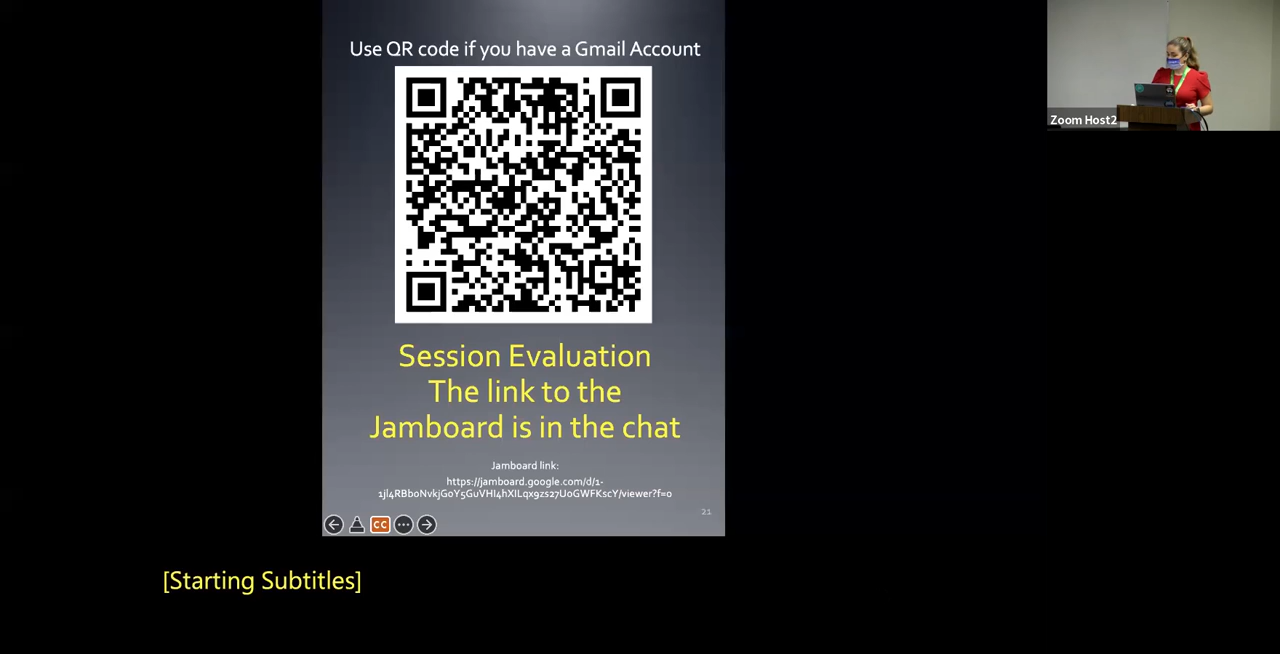 Use QR code if you have a Gmail Account
Session Evaluation
The link to the
Jamboard is in the chat
Jamboard link:
https://jamboard.google.com/d/1-
1jl4RBboNvkjGoY5GuVHI4hXILqx9zs27UoGWFKscY/viewer?f=0
21
CC
[Starting Subtitles]
Zoom Host2